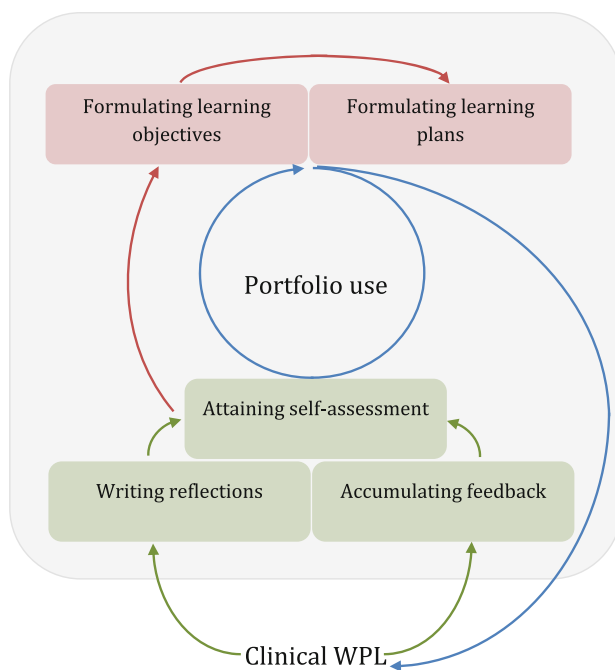 Formulating learning
objectives
Formulating learning
plans
Portfolio use
Attaining self-assessment
Writing reflections
Accumulating feedback
Clinical WPL